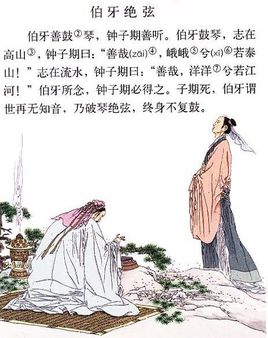 伯牙绝弦
伯牙善鼓②琴，钟子期善听。伯牙鼓琴，志在
高山③，钟子期曰：“善哉(zāi)④，峨峨⑤兮(xī)⑥若泰
山！”志在流水，钟子期曰：“善哉，洋洋⑦兮若江
河！”伯牙所念，钟子期必得之。子期死，伯牙谓
世再无知音，乃破琴绝弦，终身不复鼓。